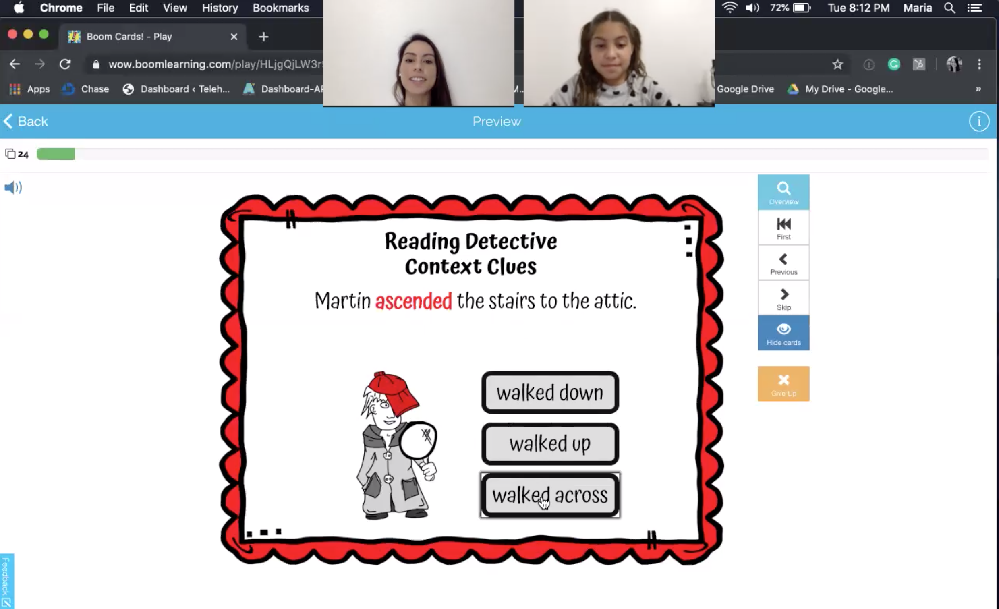 Chrome File Edit View History Bookmarks 72% Tue 8:12 PM Maria
Boom Cards! - Play
wow.boomlearning.com/play/HLjgQjLW3r
Apps Chase Dashboard ‹ Teleh... Dashboard-AP Google Drive My Drive - Google...
Back Preview
24
Overview
First
Previous
Skip
Hide cards
Give Up
Reading Detective
Context Clues
Martin ascended the stairs to the attic.
walked down
walked up
walked across
Feedback